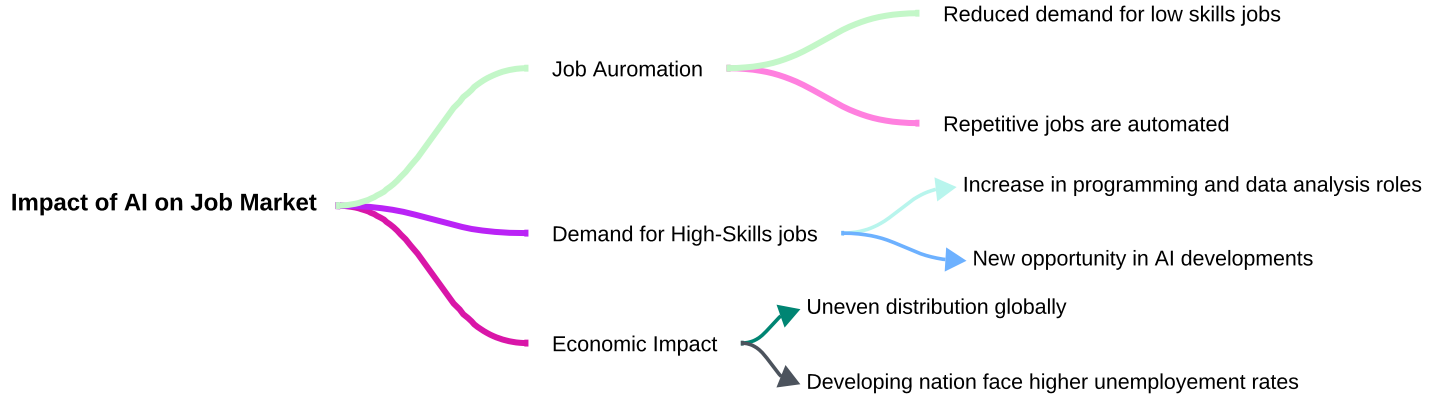 Reduced demand for low skills jobs
Job Auromation
Repetitive jobs are automated
Impact of AI on Job Market
Increase in programming and data analysis roles
Demand for High-Skills jobs
New opportunity in AI developments
Uneven distribution globally
Economic Impact
Developing nation face higher unemployement rates